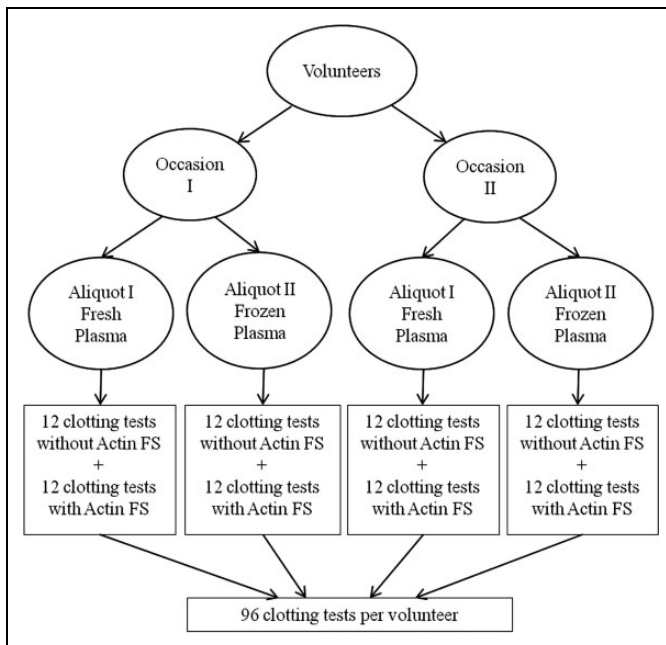 Volunteers
Occasion
I
Occasion
II
Aliquot I
Fresh
Plasma
Aliquot II
Frozen
Plasma
Aliquot I
Fresh
Plasma
Aliquot II
Frozen
Plasma
12 clotting tests
without Actin FS
+
12 clotting tests
with Actin FS
12 clotting tests
without Actin FS
+
12 clotting tests
with Actin FS
12 clotting tests
without Actin FS
+
12 clotting tests
with Actin FS
12 clotting tests
without Actin FS
+
12 clotting tests
with Actin FS
96 clotting tests per volunteer